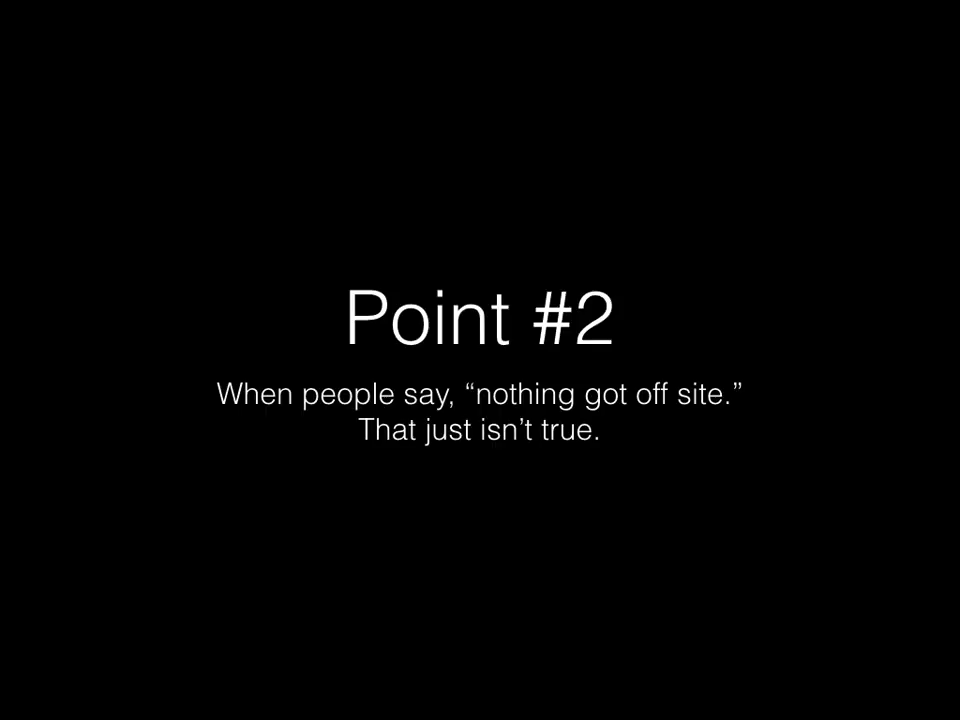 Point #2
When people say, “nothing got off site.”
That just isn’t true.